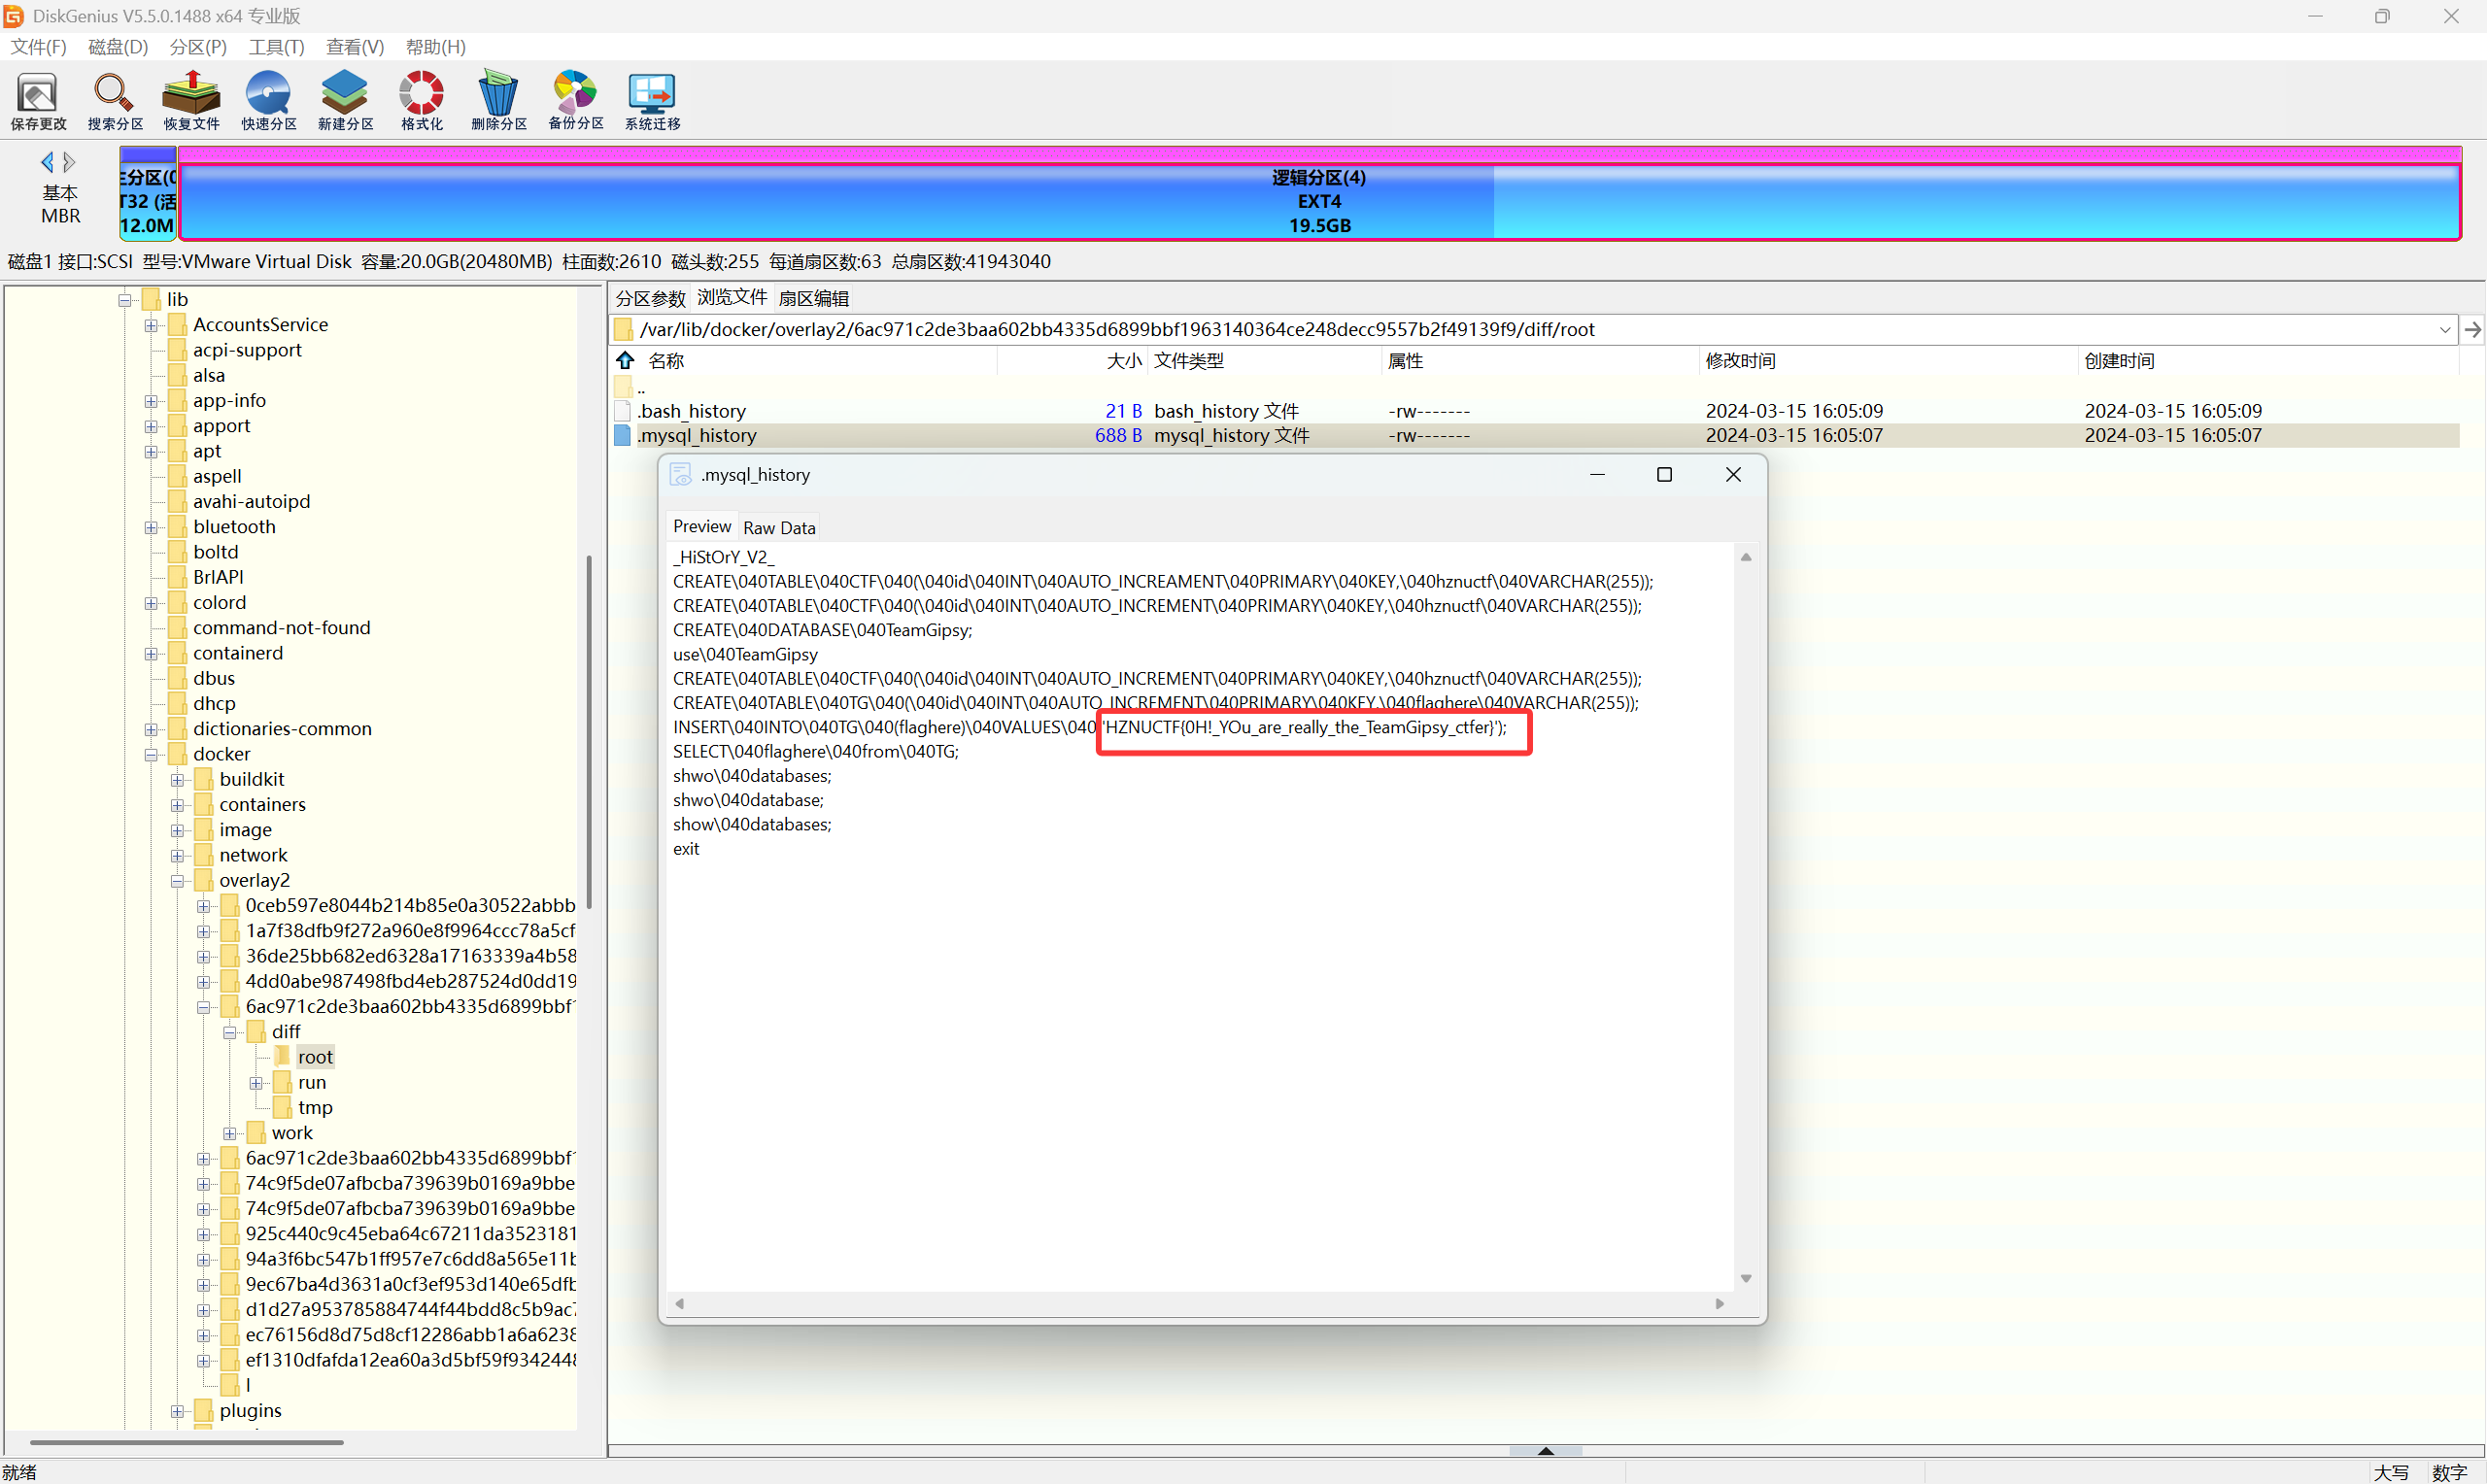 DiskGenius V5.5.0.1488 x64 专业版
文件(F) 磁盘(D) 分区(P) 工具(T) 查看(V) 帮助(H)
保存更改 搜索分区 恢复文件 快速分区 新建分区 格式化 删除分区 备份分区 系统迁移
基本
MBR
主分区(0
T32 (活
12.0M
逻辑分区(4)
EXT4
19.5GB
磁盘1 接口:SCSI 型号:VMware Virtual Disk 容量:20.0GB(20480MB) 柱面数:2610 磁头数:255 每道扇区数:63 总扇区数:41943040
lib
AccountsService
acpi-support
alsa
app-info
apport
apt
aspell
avahi-autoipd
bluetooth
boltd
BrlAPI
colord
command-not-found
containerd
dbus
dhcp
dictionaries-common
docker
buildkit
containers
image
network
overlay2
0ceb597e8044b214b85e0a30522abbb
1a7f38dfb9f272a960e8f9964ccc78a5cf
36de25bb682ed6328a17163339a4b58
4dd0abe987498fbd4eb287524d0dd19
6ac971c2de3baa602bb4335d6899bbf1
diff
root
run
tmp
work
6ac971c2de3baa602bb4335d6899bbf1
74c9f5de07afbcba739639b0169a9bbe
74c9f5de07afbcba739639b0169a9bbe
925c440c9c45eba64c67211da3523181
94a3f6bc547b1ff957e7c6dd8a565e11b
9ec67ba4d3631a0cf3ef953d140e65dfb
d1d27a953785884744f44bdd8c5b9ac7
ec76156d8d75d8cf12286abb1a6a6238
ef1310dfafda12ea60a3d5bf59f9342448
l
plugins
分区参数 浏览文件 扇区编辑
/var/lib/docker/overlay2/6ac971c2de3baa602bb4335d6899bbf1963140364ce248decc9557b2f49139f9/diff/root
名称 大小 文件类型 属性 修改时间 创建时间
..
.bash_history 21 B bash_history 文件 -rw------- 2024-03-15 16:05:09 2024-03-15 16:05:09
.mysql_history 688 B mysql_history 文件 -rw------- 2024-03-15 16:05:07 2024-03-15 16:05:07
.mysql_history
Preview Raw Data
_HiStOrY_V2_
CREATE\040TABLE\040CTF\040(\040id\040INT\040AUTO_INCREAMENT\040PRIMARY\040KEY,\040hznuctf\040VARCHAR(255));
CREATE\040TABLE\040CTF\040(\040id\040INT\040AUTO_INCREMENT\040PRIMARY\040KEY,\040hznuctf\040VARCHAR(255));
CREATE\040DATABASE\040TeamGipsy;
use\040TeamGipsy
CREATE\040TABLE\040CTF\040(\040id\040INT\040AUTO_INCREMENT\040PRIMARY\040KEY,\040hznuctf\040VARCHAR(255));
CREATE\040TABLE\040TG\040(\040id\040INT\040AUTO_INCREMENT\040PRIMARY\040KEY,\040flaghere\040VARCHAR(255));
INSERT\040INTO\040TG\040(flaghere)\040VALUES\040('HZNUCTF{0H!_YOu_are_really_the_TeamGipsy_ctfer}');
SELECT\040flaghere\040from\040TG;
shwo\040databases;
shwo\040database;
show\040databases;
exit
就绪 大写 数字